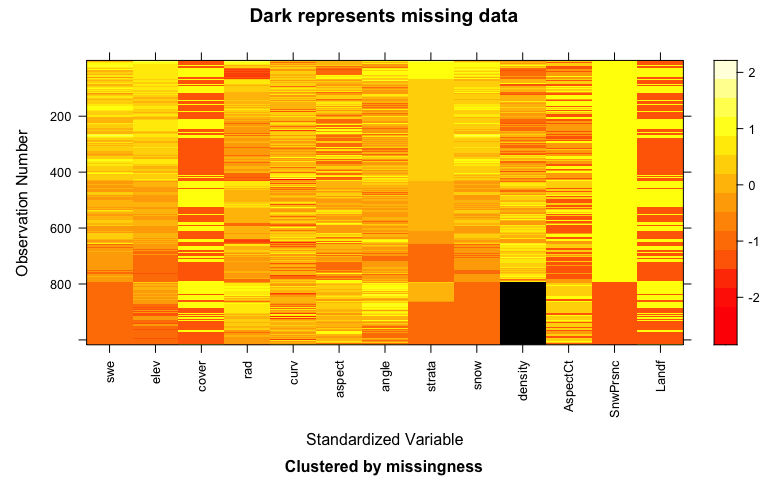 Dark represents missing data
Observation Number
200
400
600
800
2
1
0
-1
-2
swe
elev
cover
rad
curv
aspect
angle
strata
snow
density
AspectCt
SnwPrsnc
Landf
Standardized Variable
Clustered by missingness